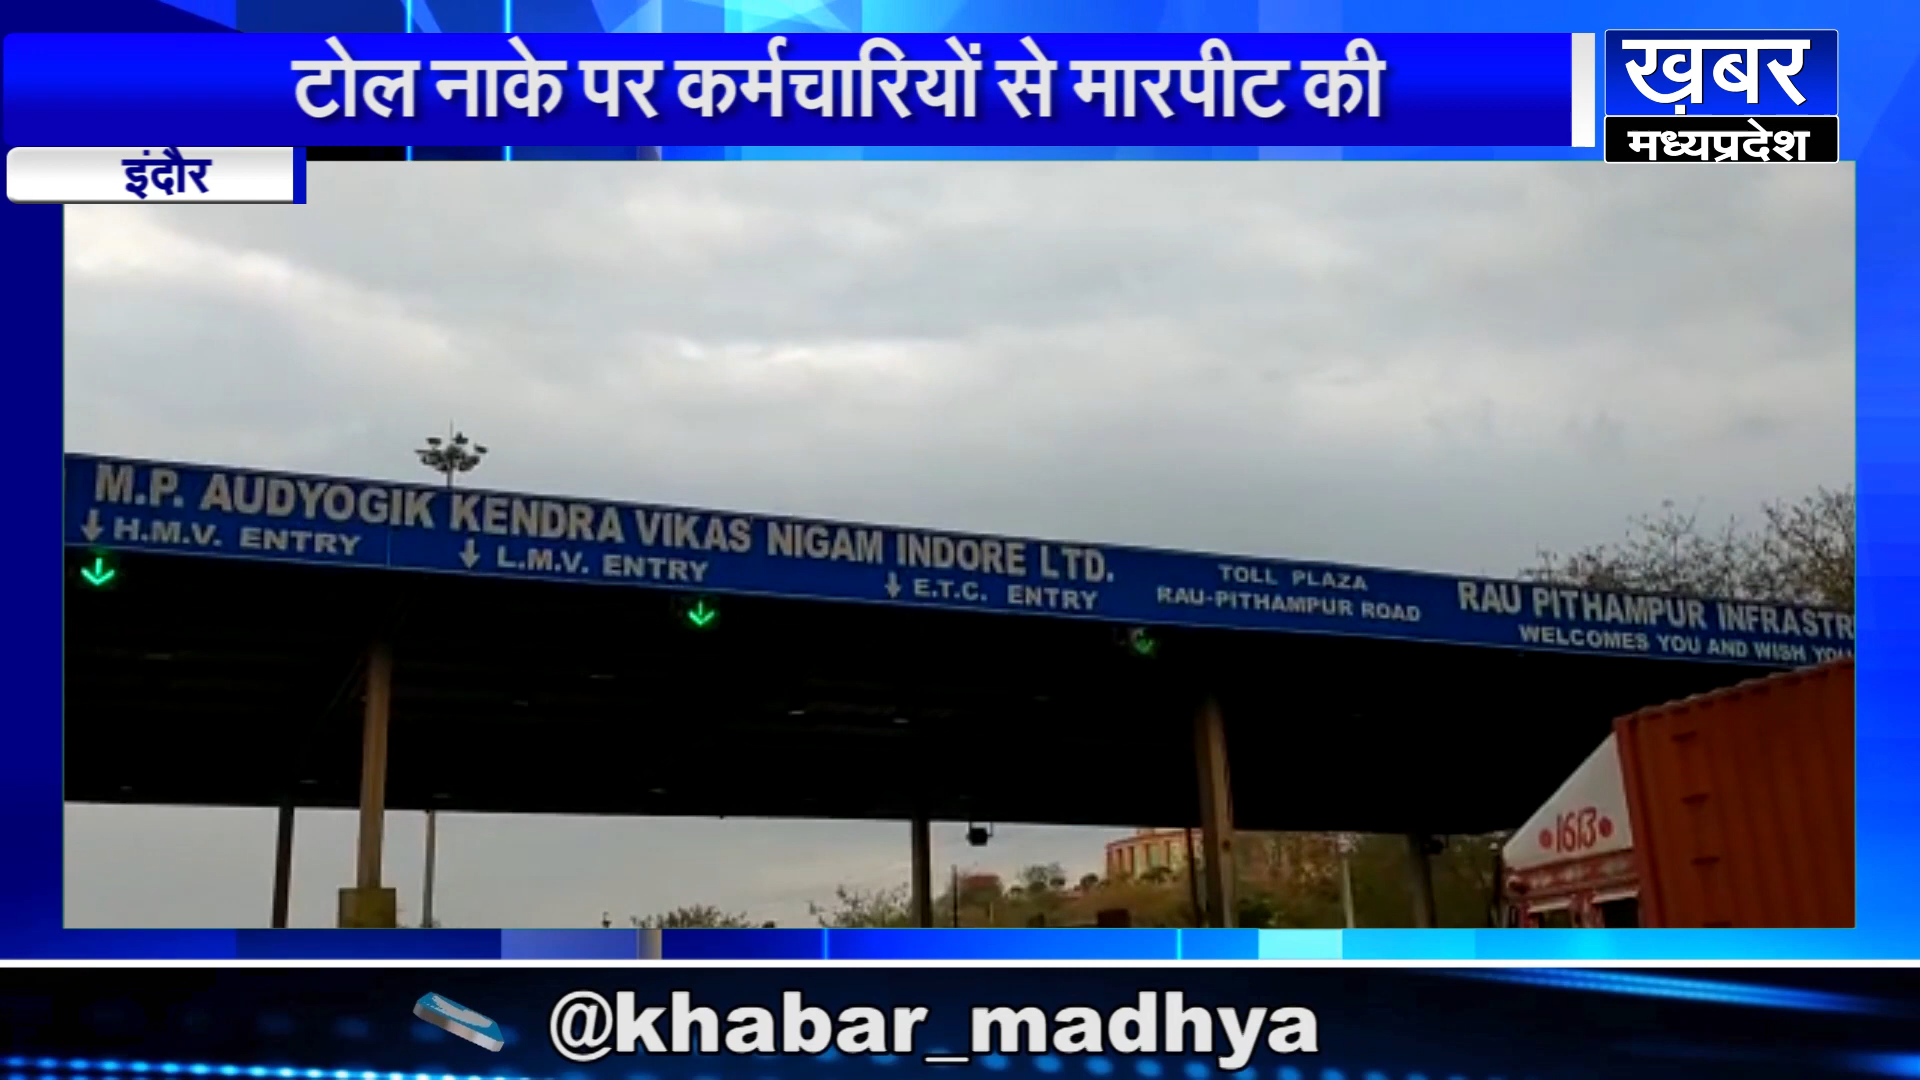 टोल नाके पर कर्मचारियों से मारपीट की
ख़बर
मध्यप्रदेश
इंदौर
M.P. AUDYOGIK KENDRA VIKAS NIGAM INDORE LTD.
H.M.V. ENTRY
L.M.V. ENTRY
E.T.C. ENTRY
TOLL PLAZA
RAU-PITHAMPUR ROAD
RAU PITHAMPUR INFRASTR
WELCOMES YOU AND WISH YOU
1613
@khabar_madhya